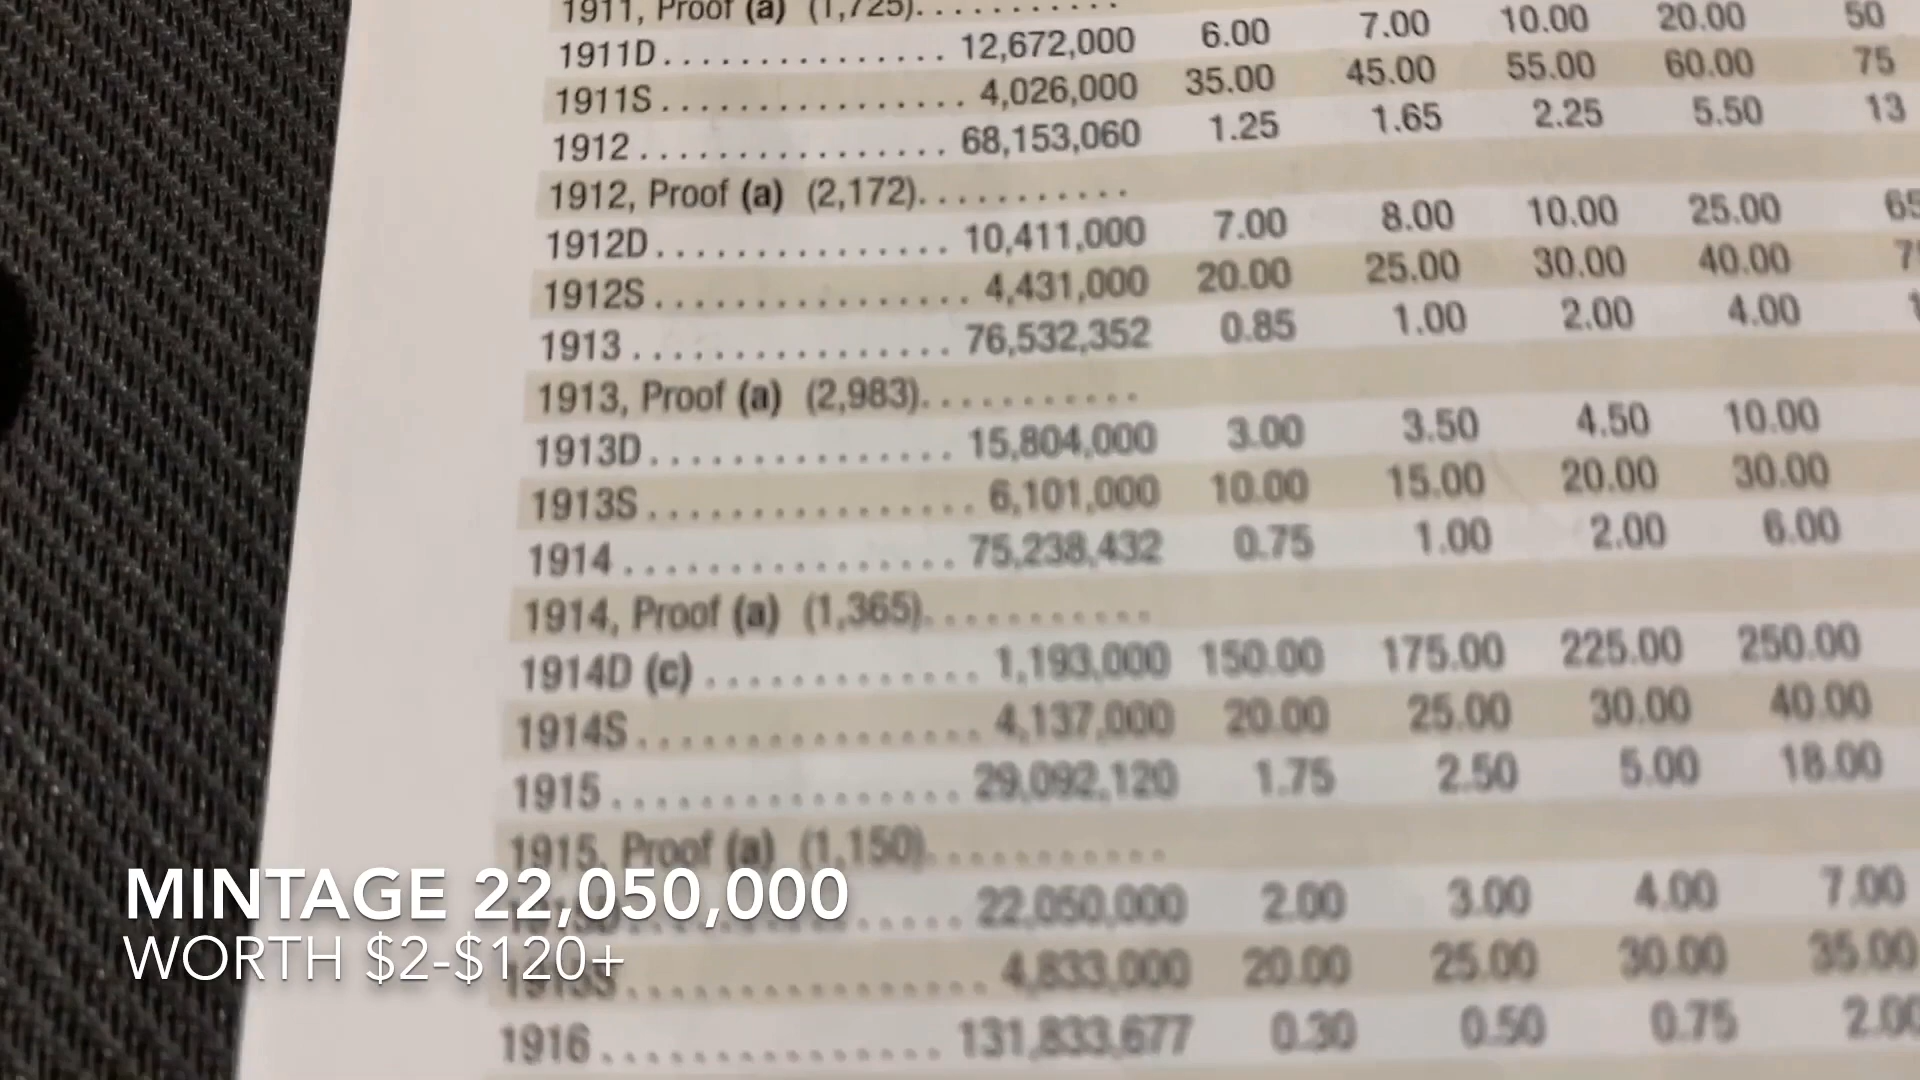 1911, Proof (a) (1,725)...........
1911D............... 12,672,000 6.00 7.00 10.00 20.00 50
1911S................ 4,026,000 35.00 45.00 55.00 60.00 75
1912................ 68,153,060 1.25 1.65 2.25 5.50 13
1912, Proof (a) (2,172)...........
1912D............... 10,411,000 7.00 8.00 10.00 25.00 65
1912S................ 4,431,000 20.00 25.00 30.00 40.00
1913................ 76,532,352 0.85 1.00 2.00 4.00
1913, Proof (a) (2,983)...........
1913D............... 15,804,000 3.00 3.50 4.50 10.00
1913S................ 6,101,000 10.00 15.00 20.00 30.00
1914................ 75,238,432 0.75 1.00 2.00 6.00
1914, Proof (a) (1,365)...........
1914D (c)............. 1,193,000 150.00 175.00 225.00 250.00
1914S................. 4,137,000 20.00 25.00 30.00 40.00
1915................. 29,092,120 1.75 2.50 5.00 18.00
1915, Proof (a) (1,150)...........
MINTAGE 22,050,000
..... 22,050,000 2.00 3.00 4.00 7.00
WORTH $2-$120+
1915S................. 4,833,000 20.00 25.00 30.00 35.00
1916................ 131,833,677 0.30 0.50 0.75 2.00